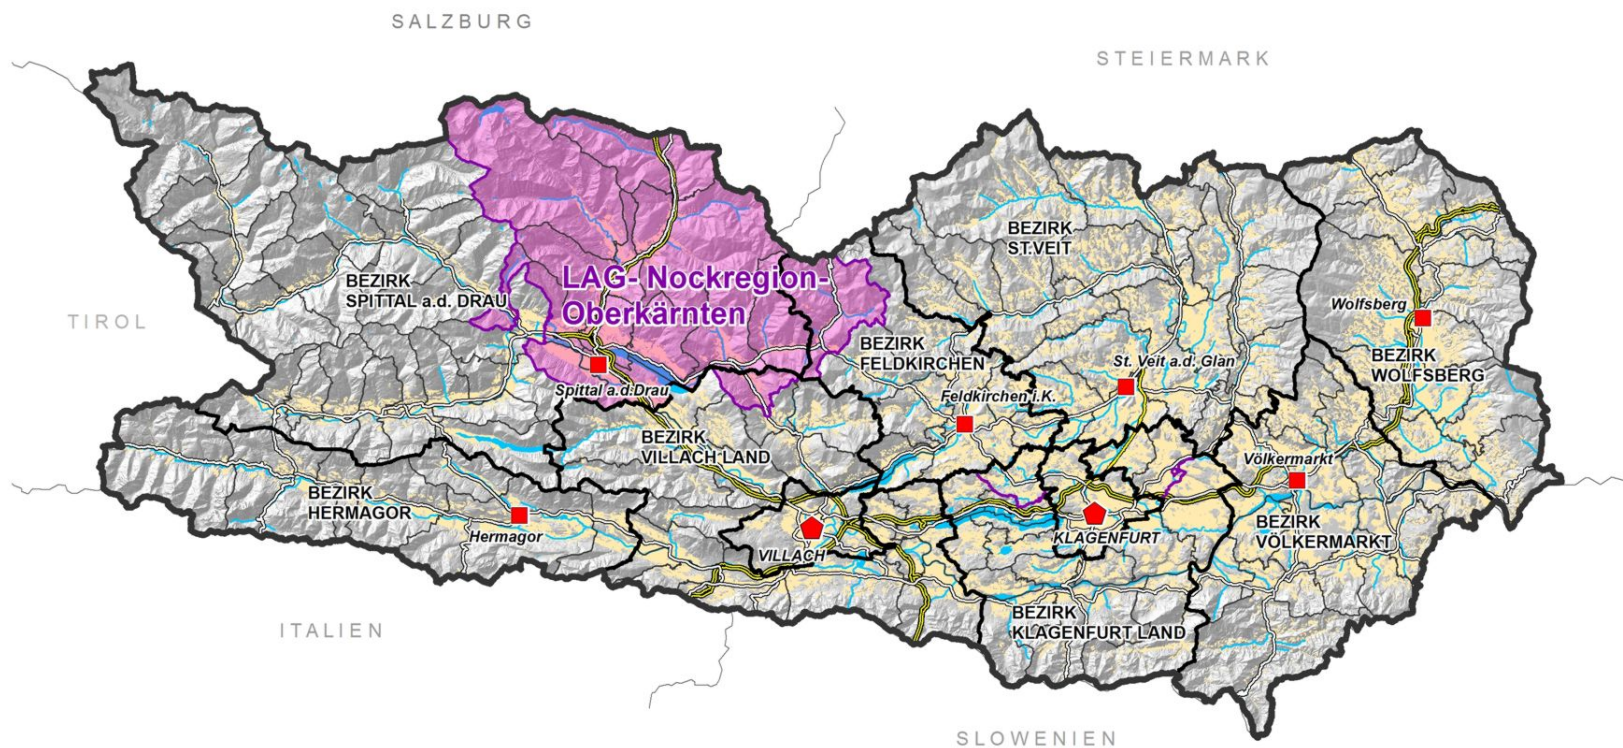 SALZBURG
STEIERMARK
BEZIRK
ST.VEIT
BEZIRK
SPITTAL a.d. DRAU
LAG- Nockregion-
Oberkärnten
TIROL
Wolfsberg
BEZIRK
FELDKIRCHEN
St. Veit a.d. Glan
BEZIRK
WOLFSBERG
Spittal a.d.Drau
Feldkirchen i.K.
BEZIRK
VILLACH LAND
Völkermarkt
BEZIRK
HERMAGOR
Hermagor
VILLACH
KLAGENFURT
BEZIRK
VÖLKERMARKT
BEZIRK
KLAGENFURT LAND
ITALIEN
SLOWENIEN